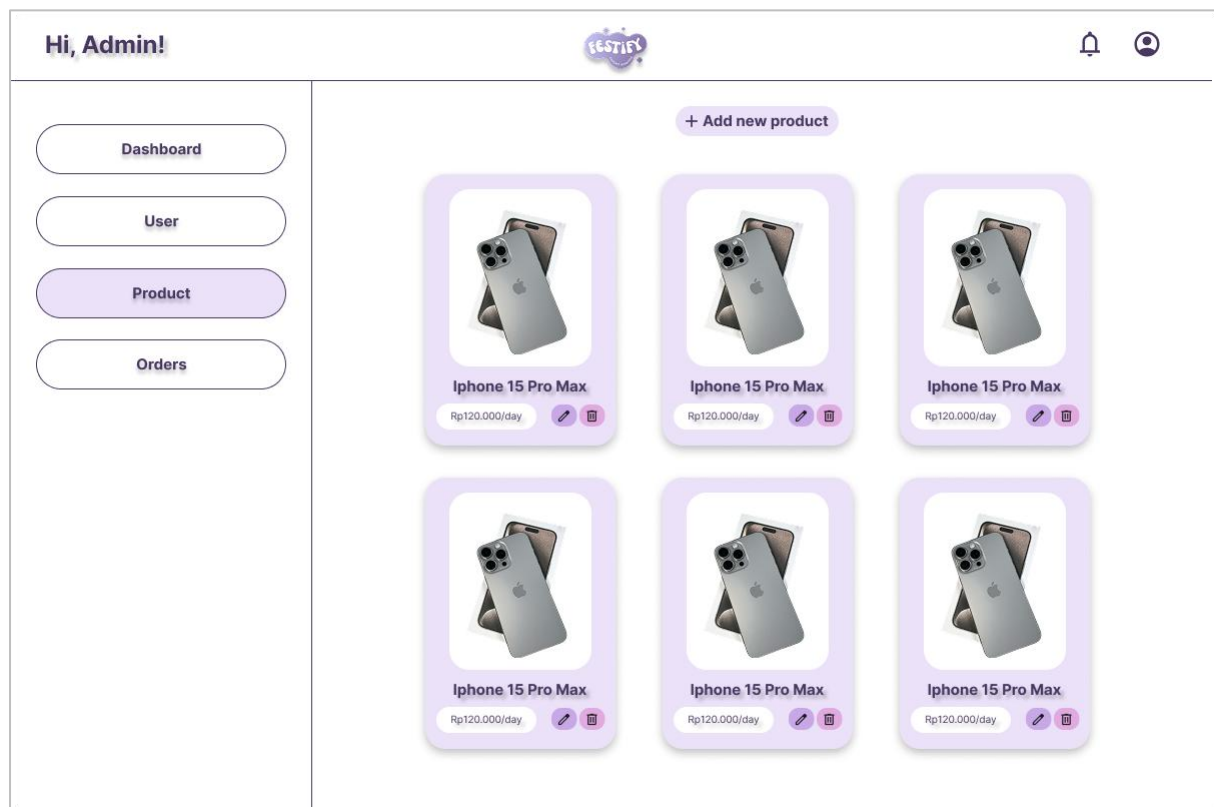 Hi, Admin!
FESTIFY
Dashboard
User
Product
Orders
+ Add new product
Iphone 15 Pro Max
Rp120.000/day
Iphone 15 Pro Max
Rp120.000/day
Iphone 15 Pro Max
Rp120.000/day
Iphone 15 Pro Max
Rp120.000/day
Iphone 15 Pro Max
Rp120.000/day
Iphone 15 Pro Max
Rp120.000/day